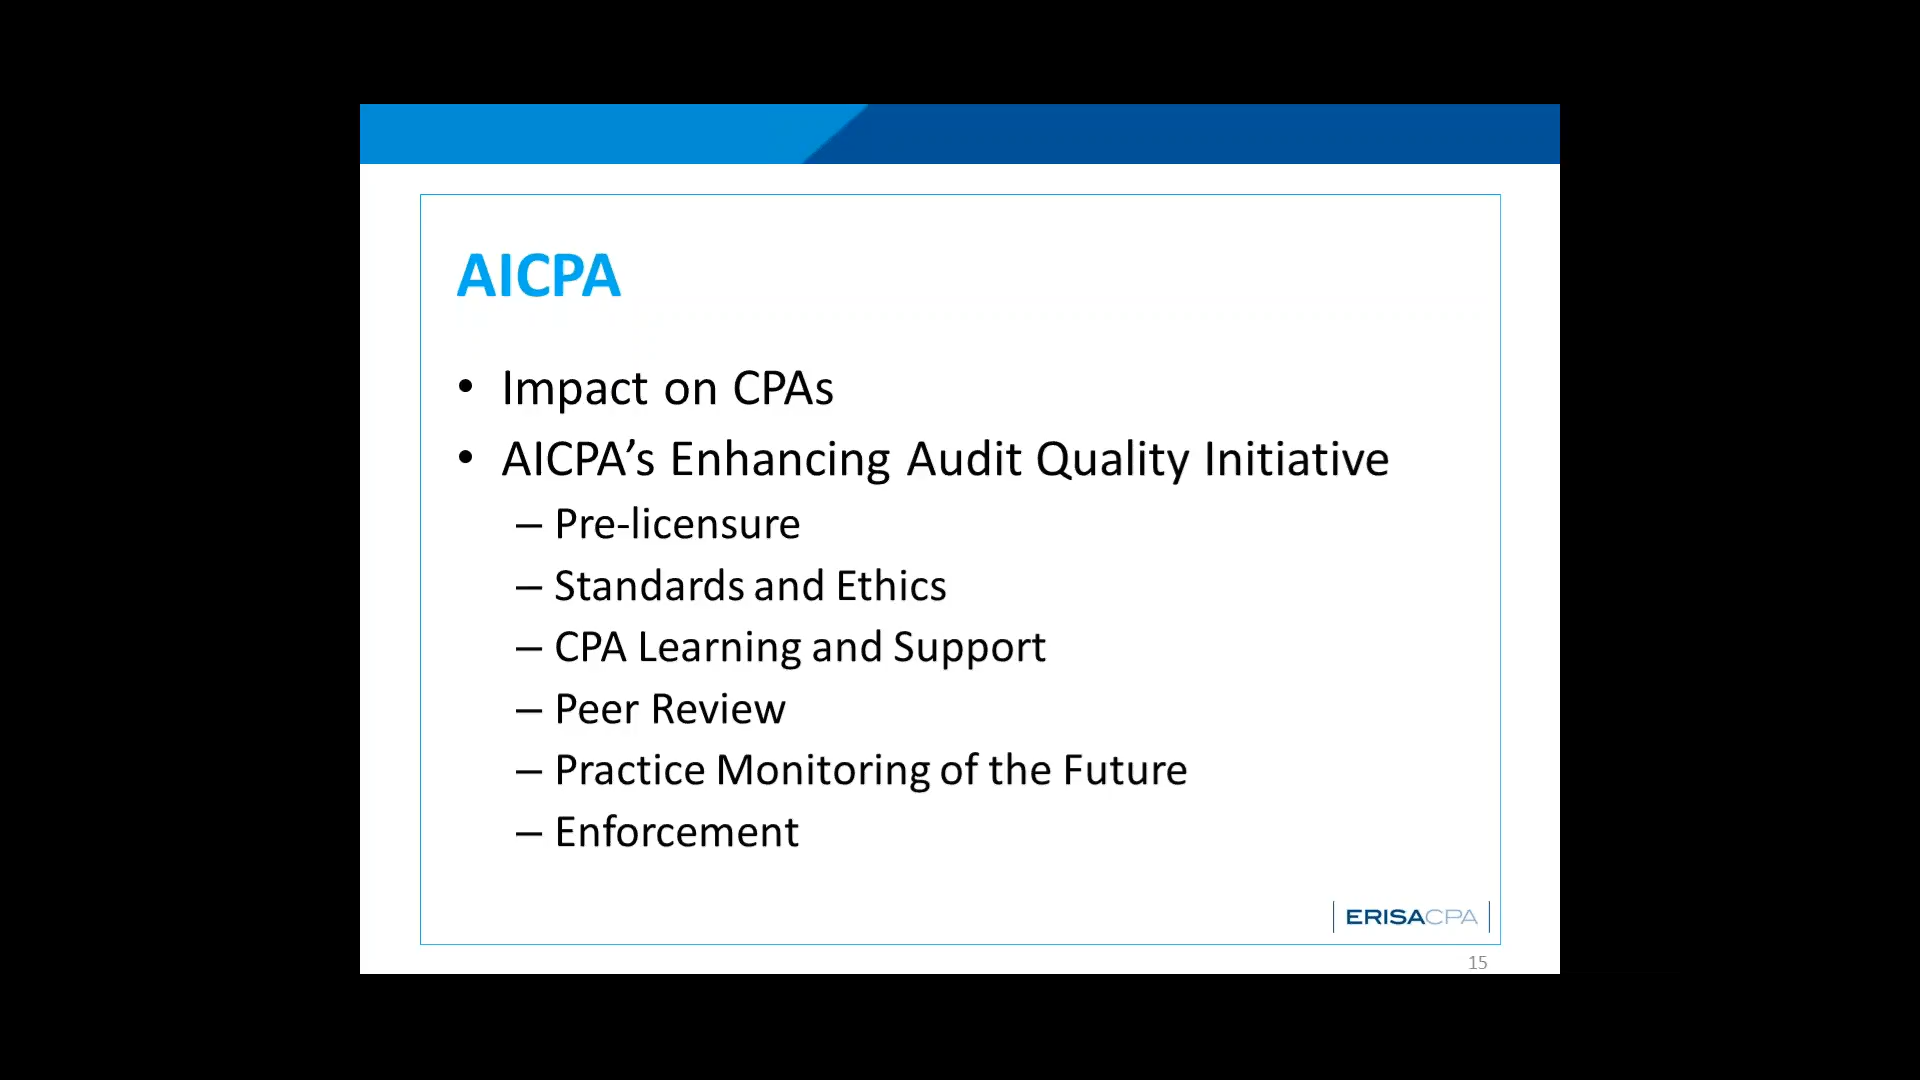 AICPA
• Impact on CPAs
• AICPA’s Enhancing Audit Quality Initiative
– Pre-licensure
– Standards and Ethics
– CPA Learning and Support
– Peer Review
– Practice Monitoring of the Future
– Enforcement
ERISACPA
15